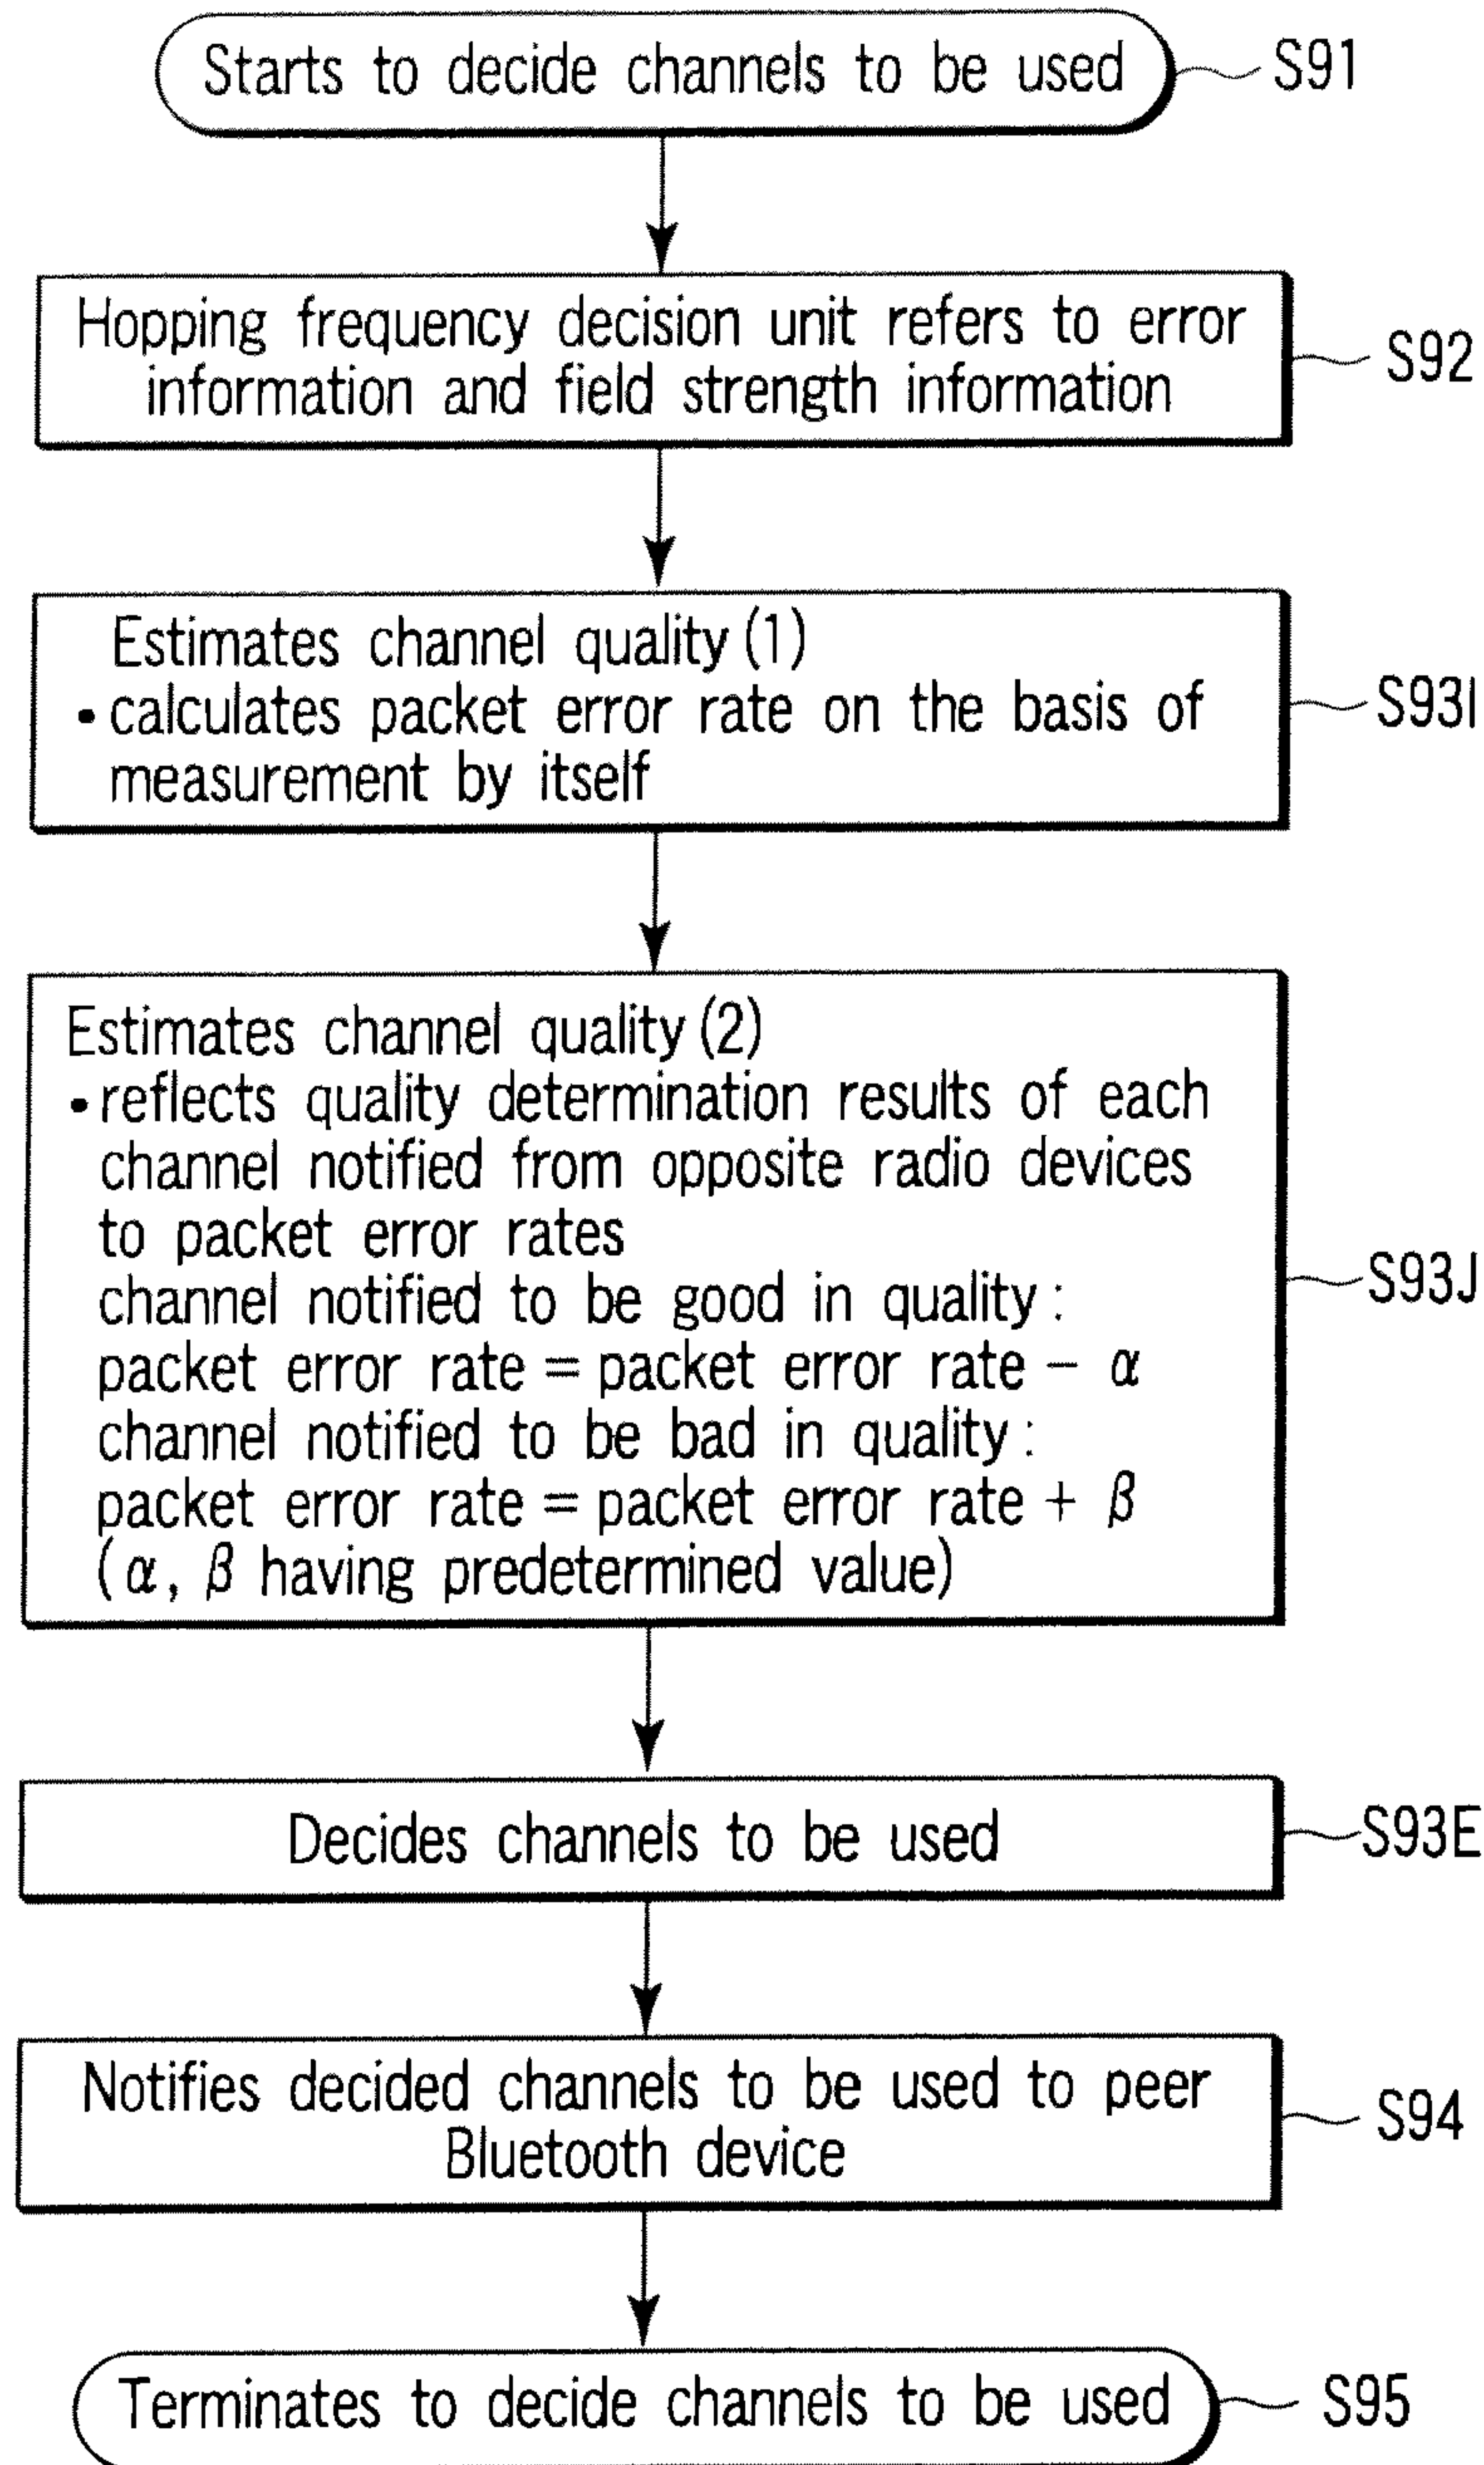 Starts to decide channels to be used
S91
Hopping frequency decision unit refers to error
information and field strength information
S92
Estimates channel quality (1)
• calculates packet error rate on the basis of
measurement by itself
S93I
Estimates channel quality (2)
• reflects quality determination results of each
channel notified from opposite radio devices
to packet error rates
channel notified to be good in quality :
packet error rate = packet error rate − α
channel notified to be bad in quality :
packet error rate = packet error rate + β
(α, β having predetermined value)
S93J
Decides channels to be used
S93E
Notifies decided channels to be used to peer
Bluetooth device
S94
Terminates to decide channels to be used
S95